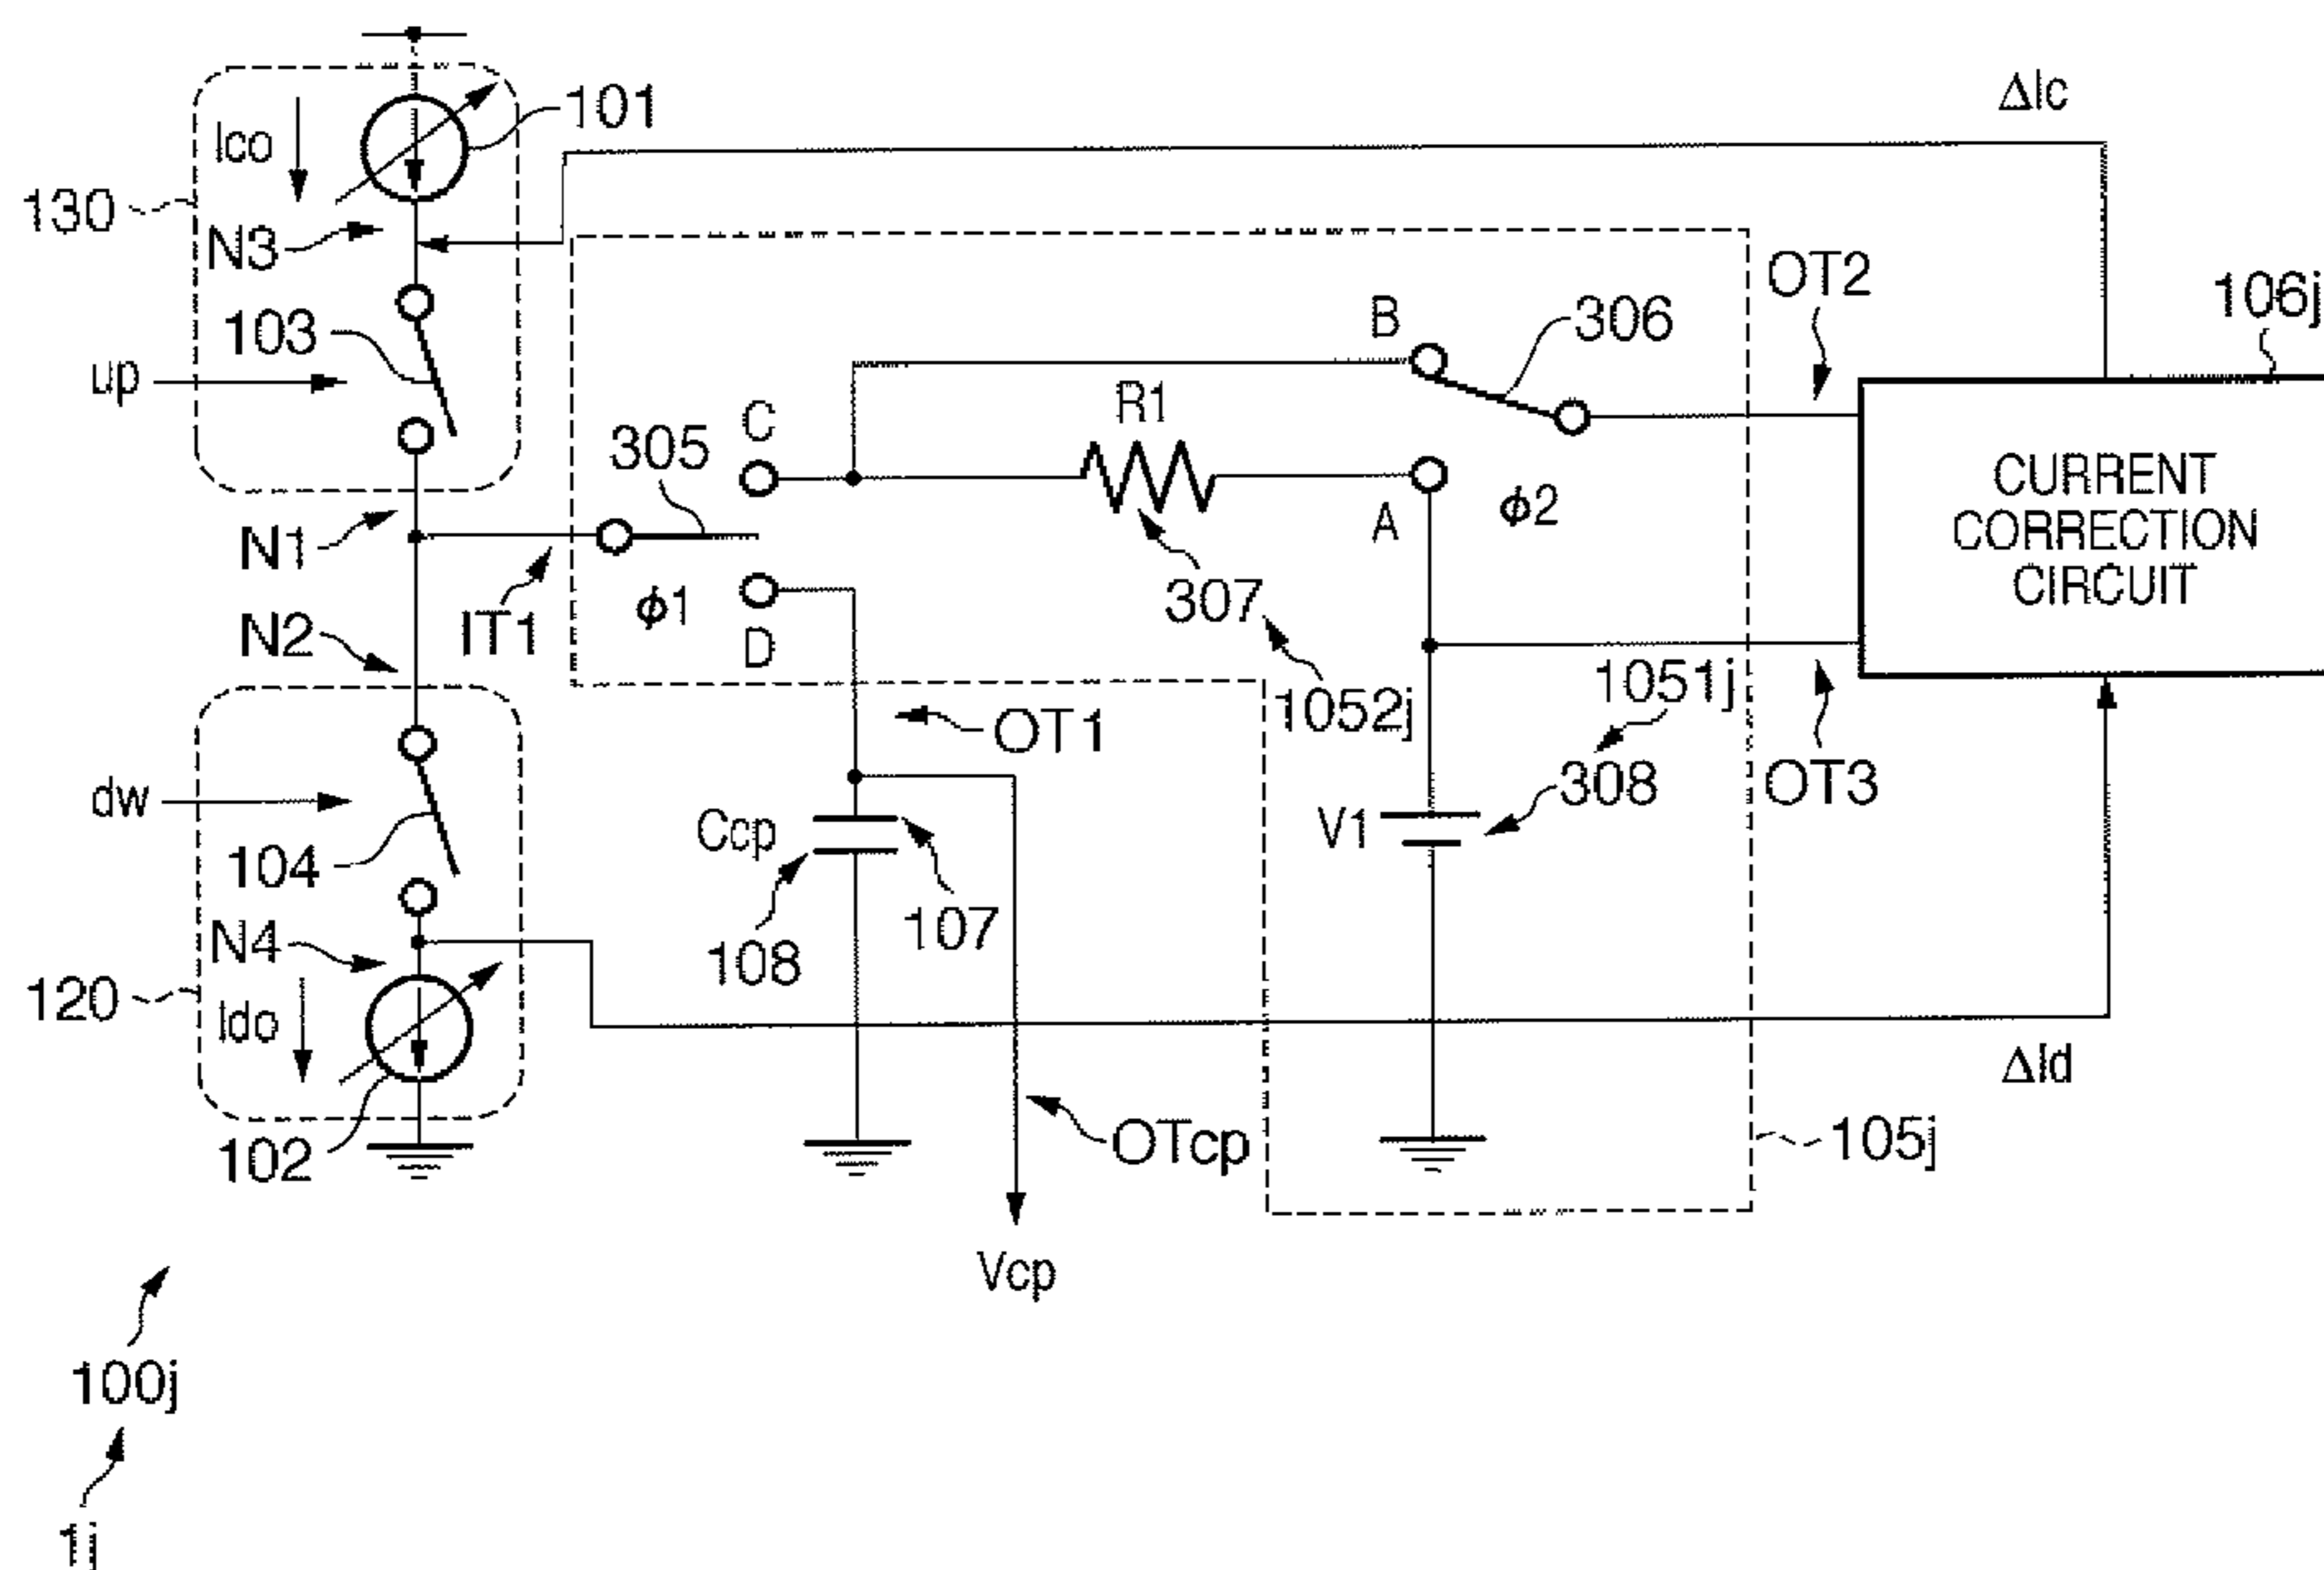 ΔIc
101
Ico
130
N3
OT2
106j
B
306
103
up
R1
C
305
CURRENT
CORRECTION
CIRCUIT
A
ϕ2
N1
IT1
ϕ1
307
N2
D
1051j
1052j
OT1
OT3
308
dw
Ccp
V1
104
107
N4
108
120
Ido
ΔId
OTcp
105j
102
Vcp
100j
1j